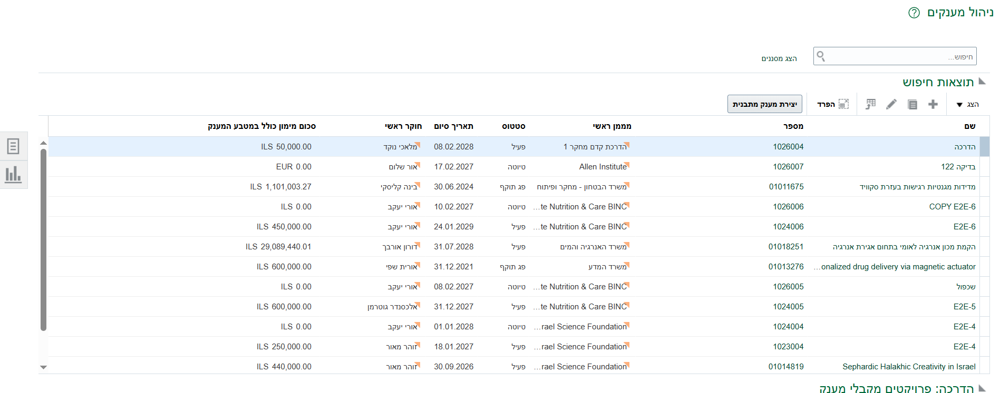 ניהול מענקים ?
חיפוש...
הצג מסננים
תוצאות חיפוש
הצג ▼ הפרד יצירת מענק מתבנית
שם מספר מממן ראשי סטטוס תאריך סיום חוקר ראשי סכום מימון כולל במטבע המענק
הדרכה 1026004 הדרכת קדם מחקר 1 פעיל 08.02.2028 מלאכי נוקד ILS 50,000.00
בדיקה 122 1026007 Allen Institute טיוטה 17.02.2027 אור שלום EUR 0.00
מדידות מגנטיות רגישות בעזרת סקוויד 01011675 משרד הבטחון - מחקר ופיתוח פג תוקף 30.06.2024 בינה קליסקי ILS 1,101,003.27
COPY E2E-6 1026006 ...te Nutrition & Care BINC טיוטה 10.02.2027 אורי יעקב ILS 0.00
E2E-6 1024006 ...te Nutrition & Care BINC פעיל 24.01.2029 אורי יעקב ILS 450,000.00
הקמת מכון אנרגיה לאומי בתחום אגירת אנרגיה 01018251 משרד האנרגיה והמים פעיל 31.07.2028 דורון אורבך ILS 29,089,440.01
...onalized drug delivery via magnetic actuator 01013276 משרד המדע פג תוקף 31.12.2021 אורית שפי ILS 600,000.00
שכפול 1026005 ...te Nutrition & Care BINC טיוטה 08.02.2027 אורי יעקב ILS 0.00
E2E-5 1024005 ...te Nutrition & Care BINC פעיל 31.12.2027 אלכסנדר גוטרמן ILS 600,000.00
E2E-4 1024004 ...rael Science Foundation טיוטה 01.01.2028 אורי יעקב ILS 0.00
E2E-4 1023004 ...rael Science Foundation פעיל 18.01.2027 זוהר מאור ILS 250,000.00
Sephardic Halakhic Creativity in Israel 01014819 ...rael Science Foundation פעיל 30.09.2026 זוהר מאור ILS 440,000.00
הדרכה: פרויקטים מקבלי מענק